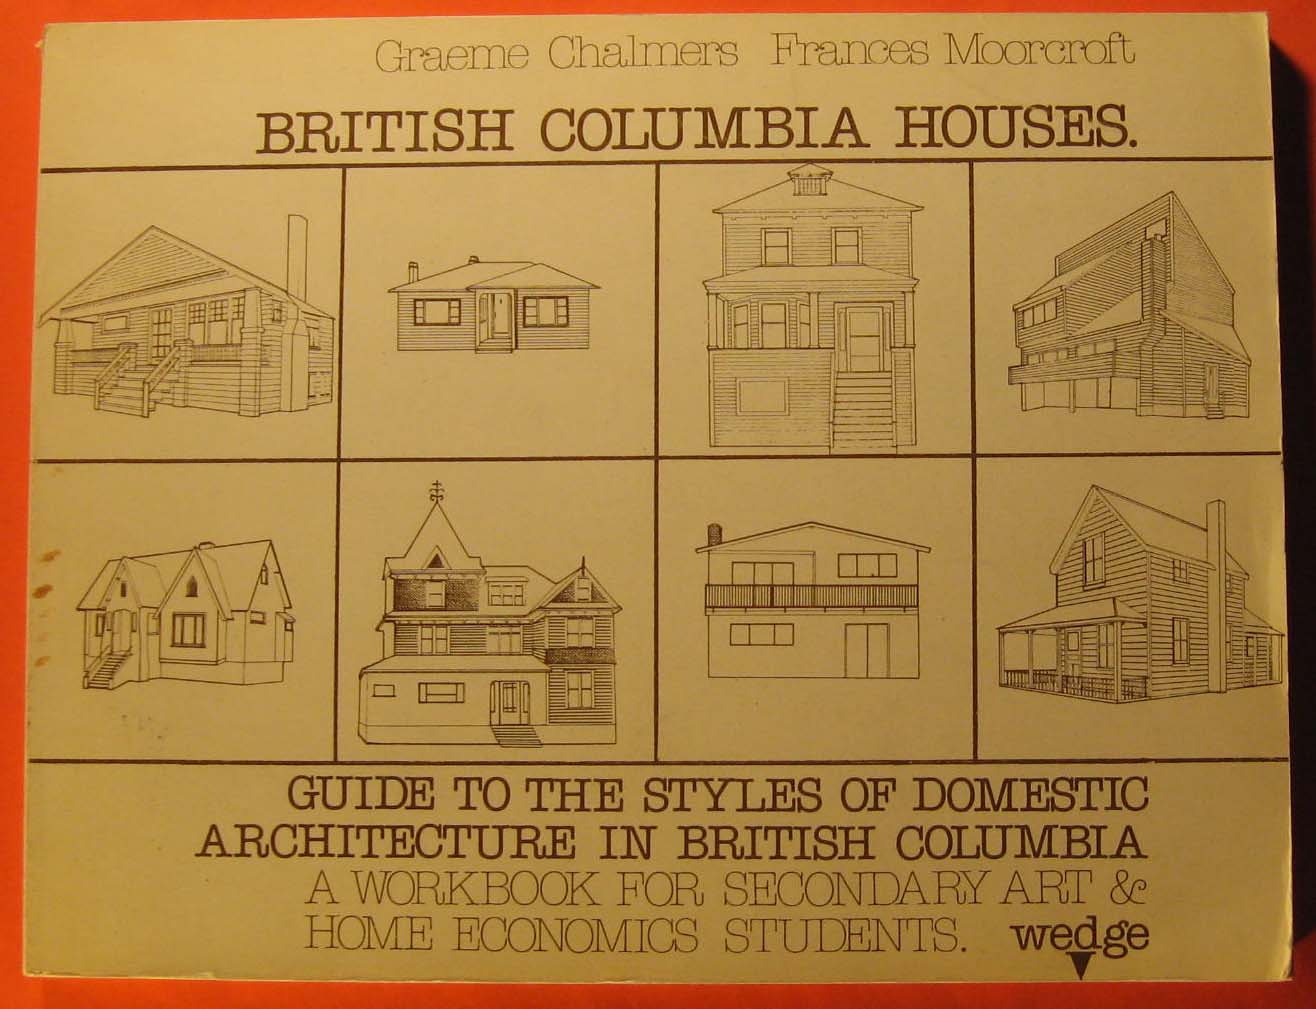 Graeme Chalmers Frances Moorcroft
BRITISH COLUMBIA HOUSES.
GUIDE TO THE STYLES OF DOMESTIC
ARCHITECTURE IN BRITISH COLUMBIA
A WORKBOOK FOR SECONDARY ART &
HOME ECONOMICS STUDENTS. wedge